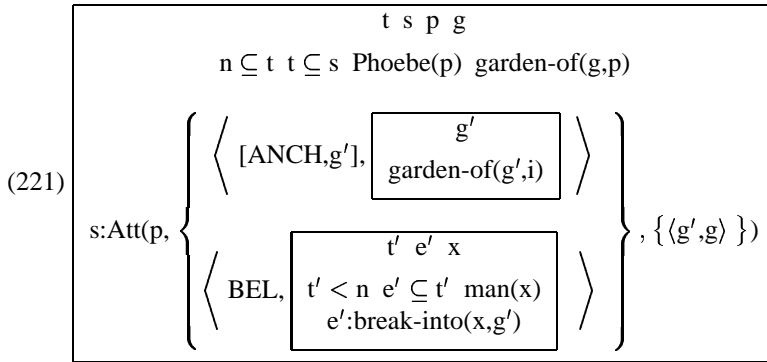 t s p g
n ⊆ t t ⊆ s Phoebe(p) garden-of(g,p)
g′
⟨ [ANCH,g′], garden-of(g′,i) ⟩
(221) s:Att(p, { } , {⟨g′,g⟩ })
t′ e′ x
⟨ BEL, t′ < n e′ ⊆ t′ man(x) ⟩
e′:break-into(x,g′)